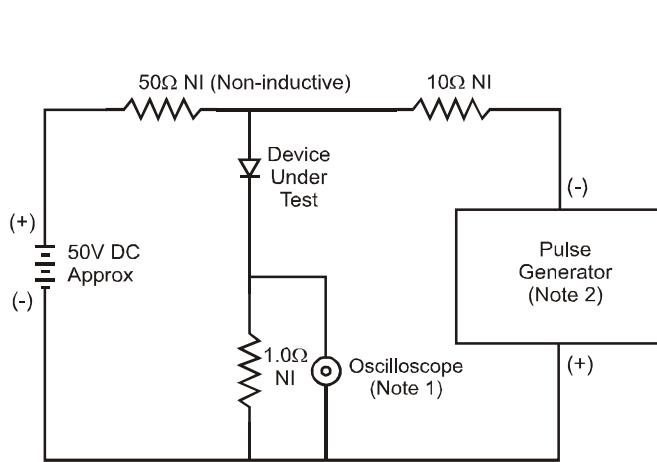 50Ω NI (Non-inductive)
10Ω NI
Device
Under
Test
(-)
(+)
50V DC
Approx
(-)
Pulse
Generator
(Note 2)
1.0Ω
NI
Oscilloscope
(Note 1)
(+)